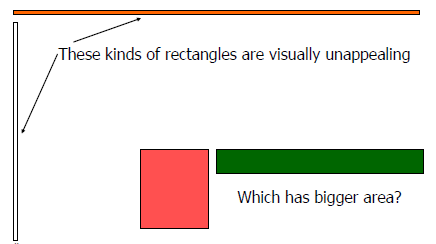 These kinds of rectangles are visually unappealing
Which has bigger area?